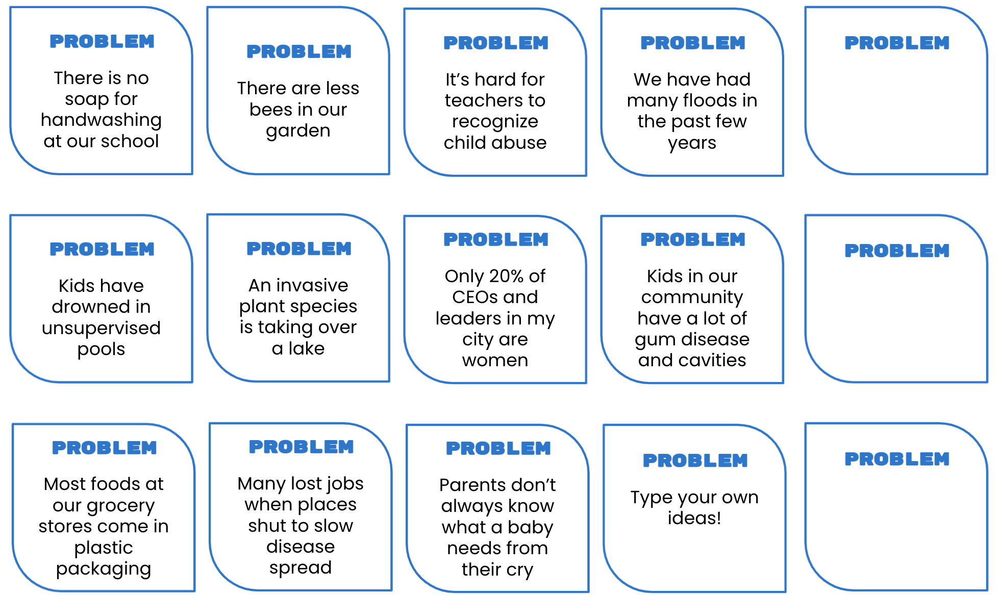 PROBLEM
There is no
soap for
handwashing
at our school
PROBLEM
There are less
bees in our
garden
PROBLEM
It’s hard for
teachers to
recognize
child abuse
PROBLEM
We have had
many floods in
the past few
years
PROBLEM
PROBLEM
Kids have
drowned in
unsupervised
pools
PROBLEM
An invasive
plant species
is taking over
a lake
PROBLEM
Only 20% of
CEOs and
leaders in my
city are
women
PROBLEM
Kids in our
community
have a lot of
gum disease
and cavities
PROBLEM
PROBLEM
Most foods at
our grocery
stores come in
plastic
packaging
PROBLEM
Many lost jobs
when places
shut to slow
disease
spread
PROBLEM
Parents don’t
always know
what a baby
needs from
their cry
PROBLEM
Type your own
ideas!
PROBLEM